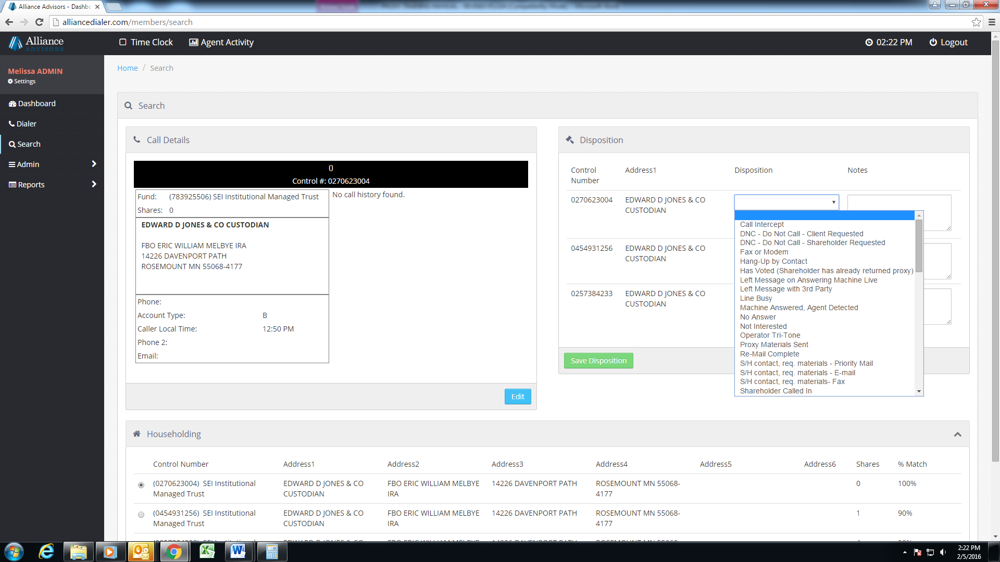 Alliance Advisors - Dashbo
alliancedialer.com/members/search
Alliance
ADVISORS
Time Clock
Agent Activity
02:22 PM
Logout
Melissa ADMIN
Settings
Dashboard
Dialer
Search
Admin
Reports
Home / Search
Search
Call Details
()
Control #: 0270623004
Fund: (783925506) SEI Institutional Managed Trust
Shares: 0
No call history found.
EDWARD D JONES & CO CUSTODIAN
FBO ERIC WILLIAM MELBYE IRA
14226 DAVENPORT PATH
ROSEMOUNT MN 55068-4177
Phone:
Account Type: B
Caller Local Time: 12:50 PM
Phone 2:
Email:
Edit
Disposition
Control Number Address1 Disposition Notes
0270623004 EDWARD D JONES & CO CUSTODIAN
0454931256 EDWARD D JONES & CO CUSTODIAN
0257384233 EDWARD D JONES & CO CUSTODIAN
Call Intercept
DNC - Do Not Call - Client Requested
DNC - Do Not Call - Shareholder Requested
Fax or Modem
Hang-Up by Contact
Has Voted (Shareholder has already returned proxy)
Left Message on Answering Machine Live
Left Message with 3rd Party
Line Busy
Machine Answered, Agent Detected
No Answer
Not Interested
Operator Tri-Tone
Proxy Materials Sent
Re-Mail Complete
S/H contact, req. materials - Priority Mail
S/H contact, req. materials - E-mail
S/H contact, req. materials- Fax
Shareholder Called In
Save Disposition
Householding
Control Number Address1 Address2 Address3 Address4 Address5 Address6 Shares % Match
(0270623004) SEI Institutional Managed Trust EDWARD D JONES & CO CUSTODIAN FBO ERIC WILLIAM MELBYE IRA 14226 DAVENPORT PATH ROSEMOUNT MN 55068-4177 0 100%
(0454931256) SEI Institutional Managed Trust EDWARD D JONES & CO CUSTODIAN FBO ERIC WILLIAM MELBYE IRA 14226 DAVENPORT PATH ROSEMOUNT MN 55068-4177 1 90%
2:22 PM
2/5/2016